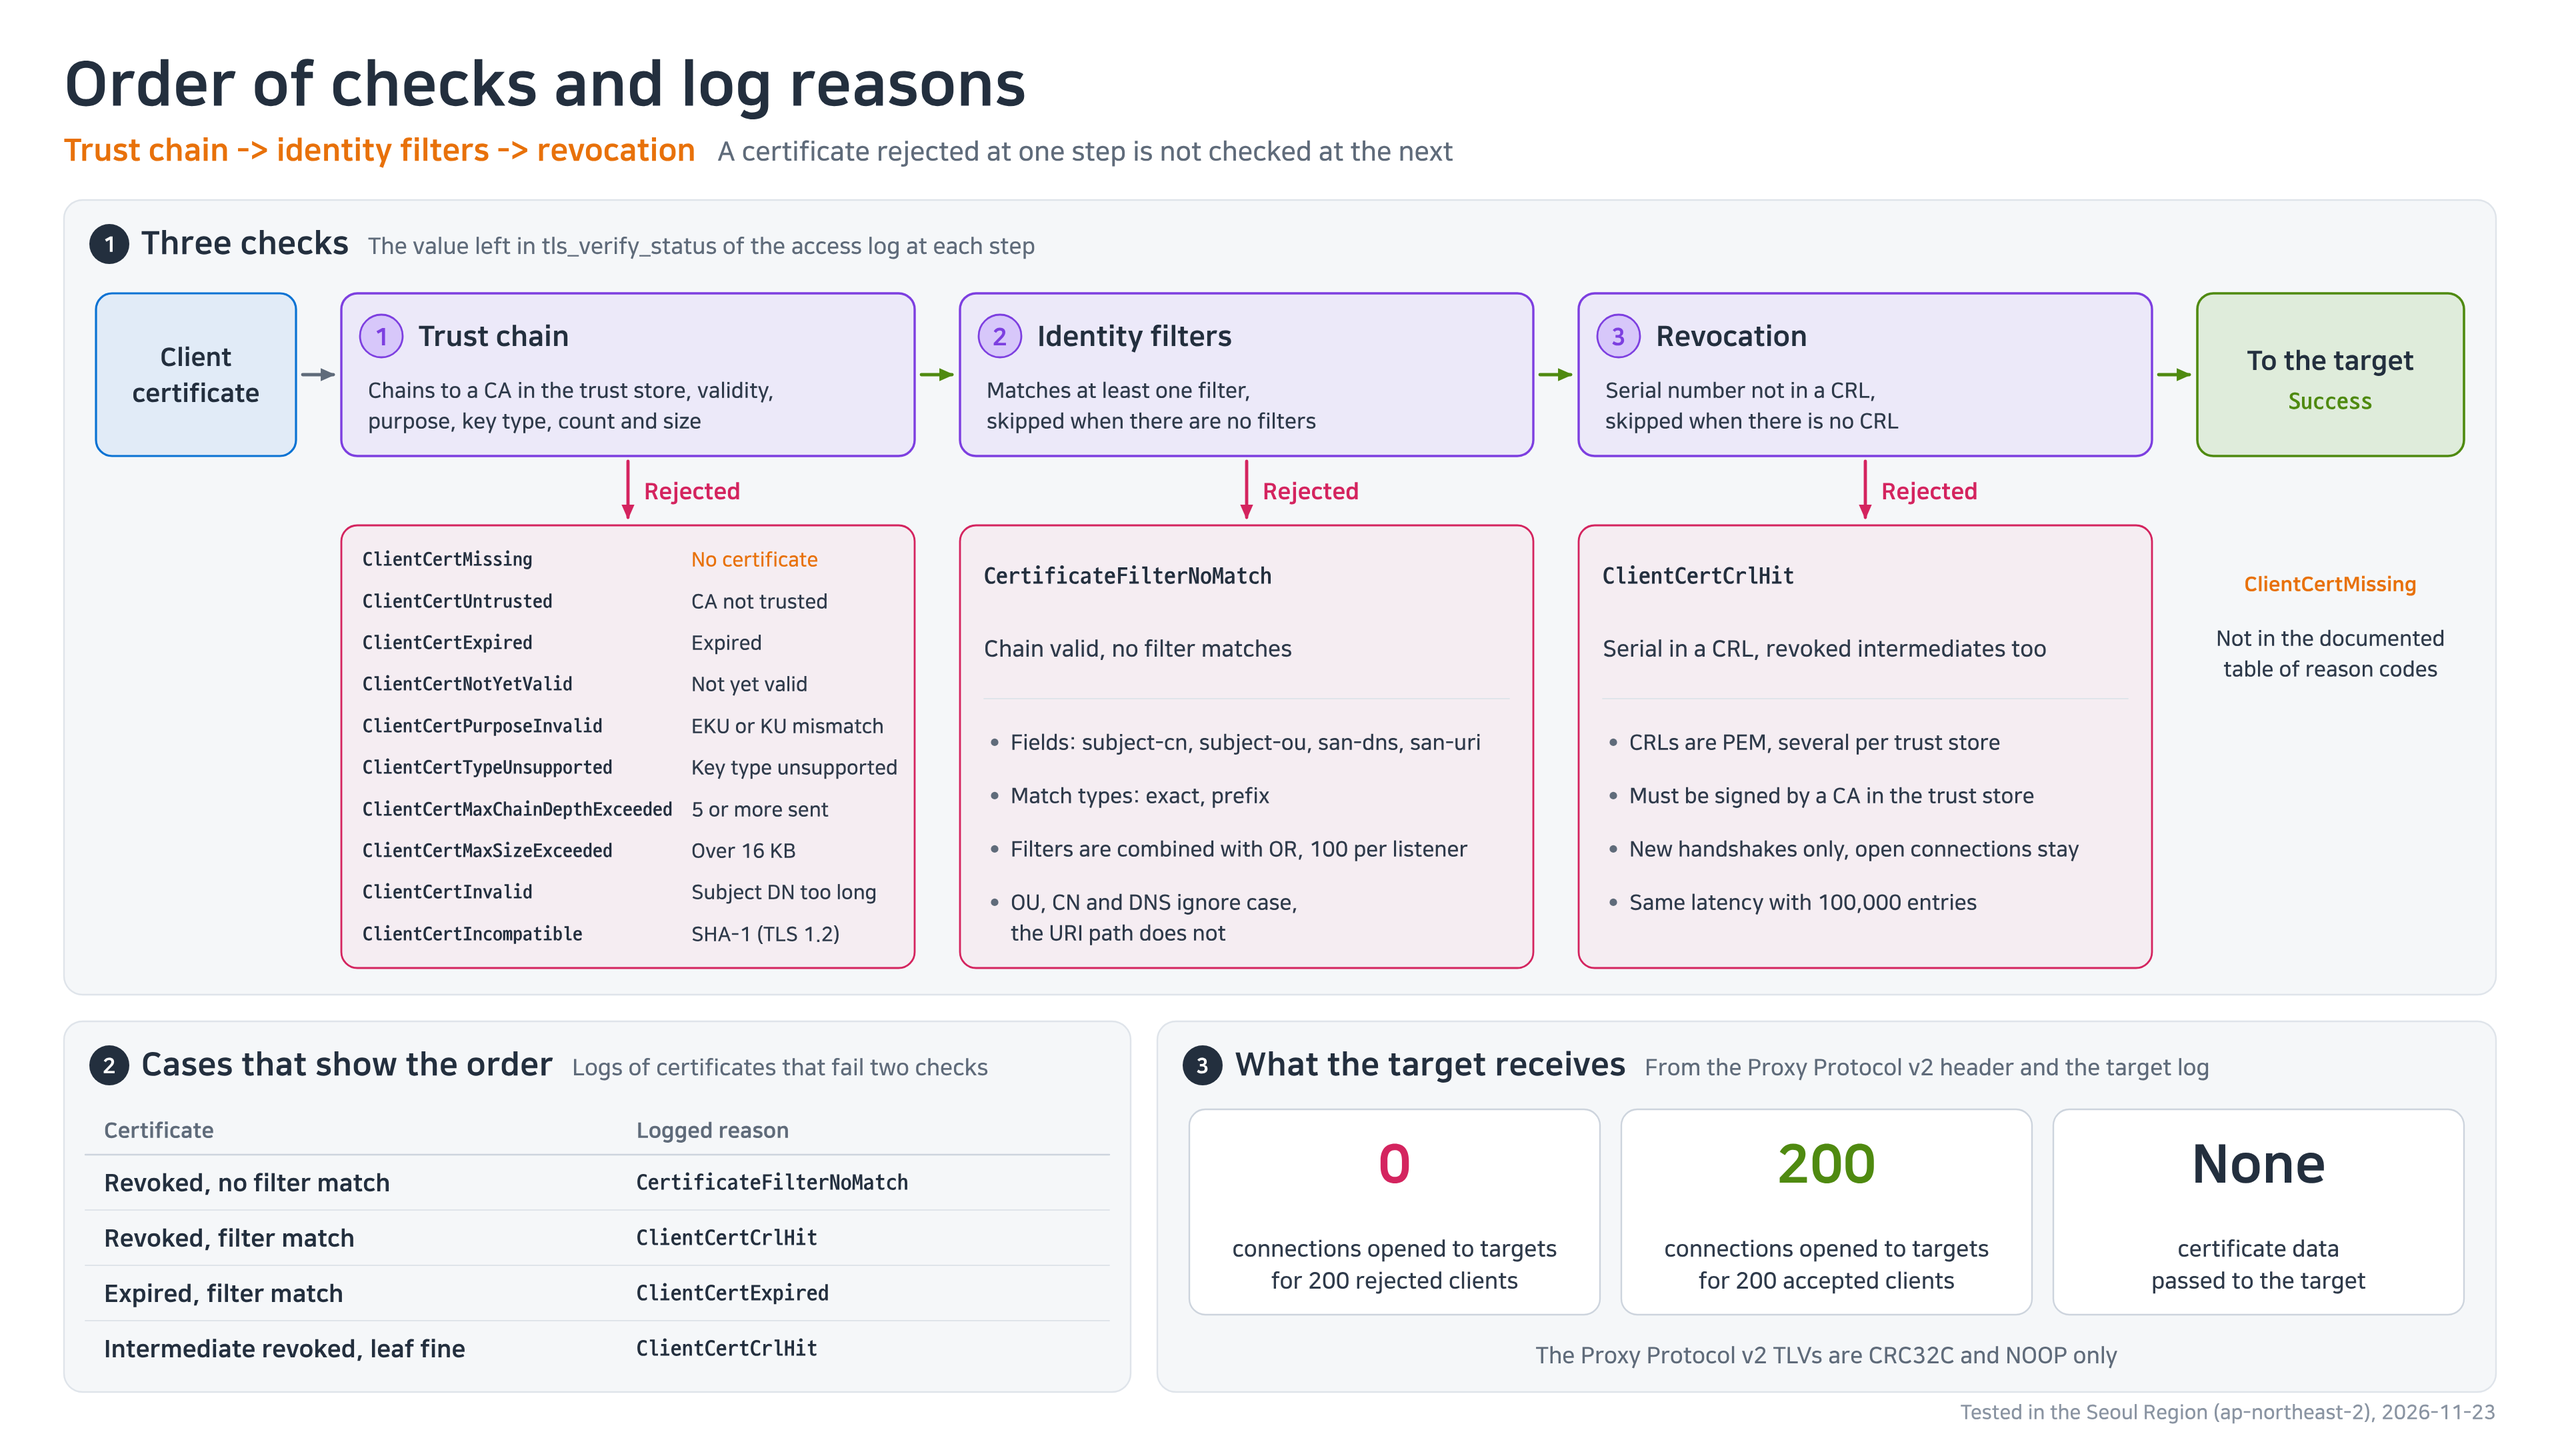 Order of checks and log reasons
Trust chain -> identity filters -> revocation A certificate rejected at one step is not checked at the next
1 Three checks The value left in tls_verify_status of the access log at each step
Client
certificate
1 Trust chain
Chains to a CA in the trust store, validity,
purpose, key type, count and size
2 Identity filters
Matches at least one filter,
skipped when there are no filters
3 Revocation
Serial number not in a CRL,
skipped when there is no CRL
To the target
Success
Rejected
Rejected
Rejected
ClientCertMissing No certificate
ClientCertUntrusted CA not trusted
ClientCertExpired Expired
ClientCertNotYetValid Not yet valid
ClientCertPurposeInvalid EKU or KU mismatch
ClientCertTypeUnsupported Key type unsupported
ClientCertMaxChainDepthExceeded 5 or more sent
ClientCertMaxSizeExceeded Over 16 KB
ClientCertInvalid Subject DN too long
ClientCertIncompatible SHA-1 (TLS 1.2)
CertificateFilterNoMatch
Chain valid, no filter matches
• Fields: subject-cn, subject-ou, san-dns, san-uri
• Match types: exact, prefix
• Filters are combined with OR, 100 per listener
• OU, CN and DNS ignore case,
the URI path does not
ClientCertCrlHit
Serial in a CRL, revoked intermediates too
• CRLs are PEM, several per trust store
• Must be signed by a CA in the trust store
• New handshakes only, open connections stay
• Same latency with 100,000 entries
ClientCertMissing
Not in the documented
table of reason codes
2 Cases that show the order Logs of certificates that fail two checks
Certificate Logged reason
Revoked, no filter match CertificateFilterNoMatch
Revoked, filter match ClientCertCrlHit
Expired, filter match ClientCertExpired
Intermediate revoked, leaf fine ClientCertCrlHit
3 What the target receives From the Proxy Protocol v2 header and the target log
0
connections opened to targets
for 200 rejected clients
200
connections opened to targets
for 200 accepted clients
None
certificate data
passed to the target
The Proxy Protocol v2 TLVs are CRC32C and NOOP only
Tested in the Seoul Region (ap-northeast-2), 2026-11-23